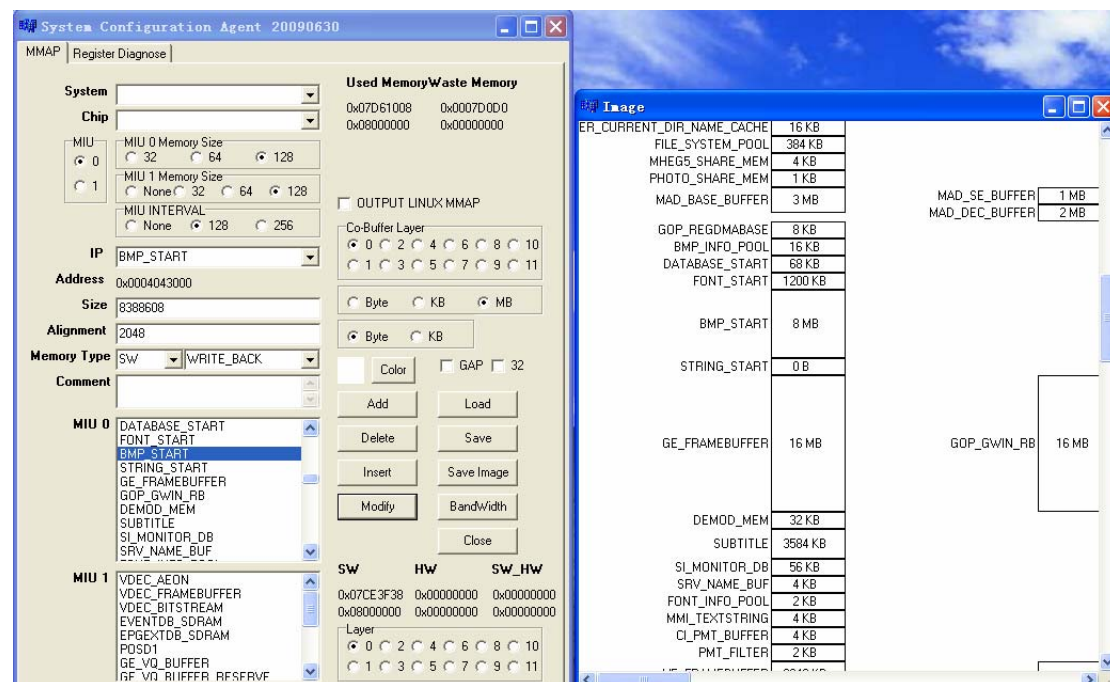 System Configuration Agent 20090630
MMAP Register Diagnose
System
Chip
MIU
0
1
MIU 0 Memory Size
32 64 128
MIU 1 Memory Size
None 32 64 128
MIU INTERVAL
None 128 256
IP BMP_START
Address 0x0004043000
Size 8388608
Alignment 2048
Memory Type SW WRITE_BACK
Comment
MIU 0
DATABASE_START
FONT_START
BMP_START
STRING_START
GE_FRAMEBUFFER
GOP_GWIN_RB
DEMOD_MEM
SUBTITLE
SI_MONITOR_DB
SRV_NAME_BUF
MIU 1
VDEC_AEON
VDEC_FRAMEBUFFER
VDEC_BITSTREAM
EVENTDB_SDRAM
EPGEXTDB_SDRAM
POSD1
GE_VQ_BUFFER
GE_VQ_BUFFER_RESERVE
Used Memory Waste Memory
0x07D61008 0x0007D0D0
0x08000000 0x00000000
OUTPUT LINUX MMAP
Co-Buffer Layer
0 2 4 6 8 10
1 3 5 7 9 11
Byte KB MB
Byte KB
Color GAP 32
Add Load
Delete Save
Insert Save Image
Modify BandWidth
Close
SW HW SW_HW
0x07CE3F38 0x00000000 0x00000000
0x08000000 0x00000000 0x00000000
Layer
0 2 4 6 8 10
1 3 5 7 9 11
Image
ER_CURRENT_DIR_NAME_CACHE 16 KB
FILE_SYSTEM_POOL 384 KB
MHEG5_SHARE_MEM 4 KB
PHOTO_SHARE_MEM 1 KB
MAD_BASE_BUFFER 3 MB
MAD_SE_BUFFER 1 MB
MAD_DEC_BUFFER 2 MB
GOP_REGDMABASE 8 KB
BMP_INFO_POOL 16 KB
DATABASE_START 68 KB
FONT_START 1200 KB
BMP_START 8 MB
STRING_START 0 B
GE_FRAMEBUFFER 16 MB
GOP_GWIN_RB 16 MB
DEMOD_MEM 32 KB
SUBTITLE 3584 KB
SI_MONITOR_DB 56 KB
SRV_NAME_BUF 4 KB
FONT_INFO_POOL 2 KB
MMI_TEXTSTRING 4 KB
CI_PMT_BUFFER 4 KB
PMT_FILTER 2 KB